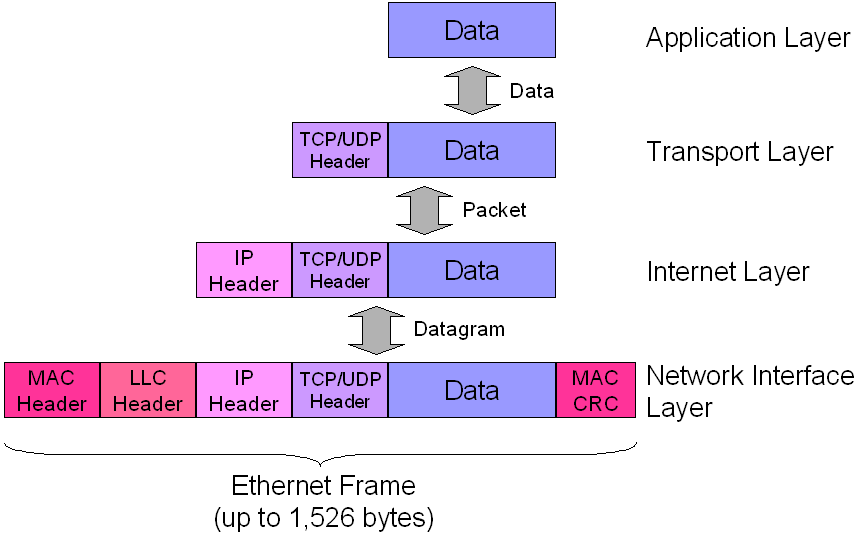 Data
Application Layer
Data
TCP/UDP
Header
Data
Transport Layer
Packet
IP
Header
TCP/UDP
Header
Data
Internet Layer
Datagram
MAC
Header
LLC
Header
IP
Header
TCP/UDP
Header
Data
MAC
CRC
Network Interface
Layer
Ethernet Frame
(up to 1,526 bytes)